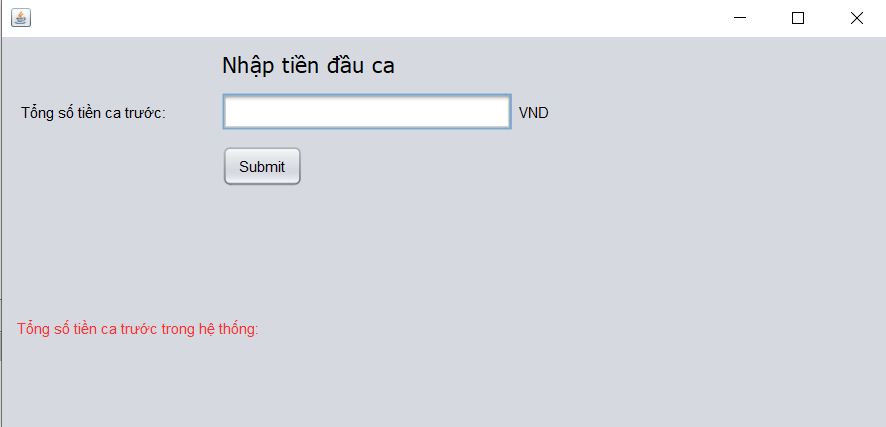 Nhập tiền đầu ca
Tổng số tiền ca trước: VND
Submit
Tổng số tiền ca trước trong hệ thống: